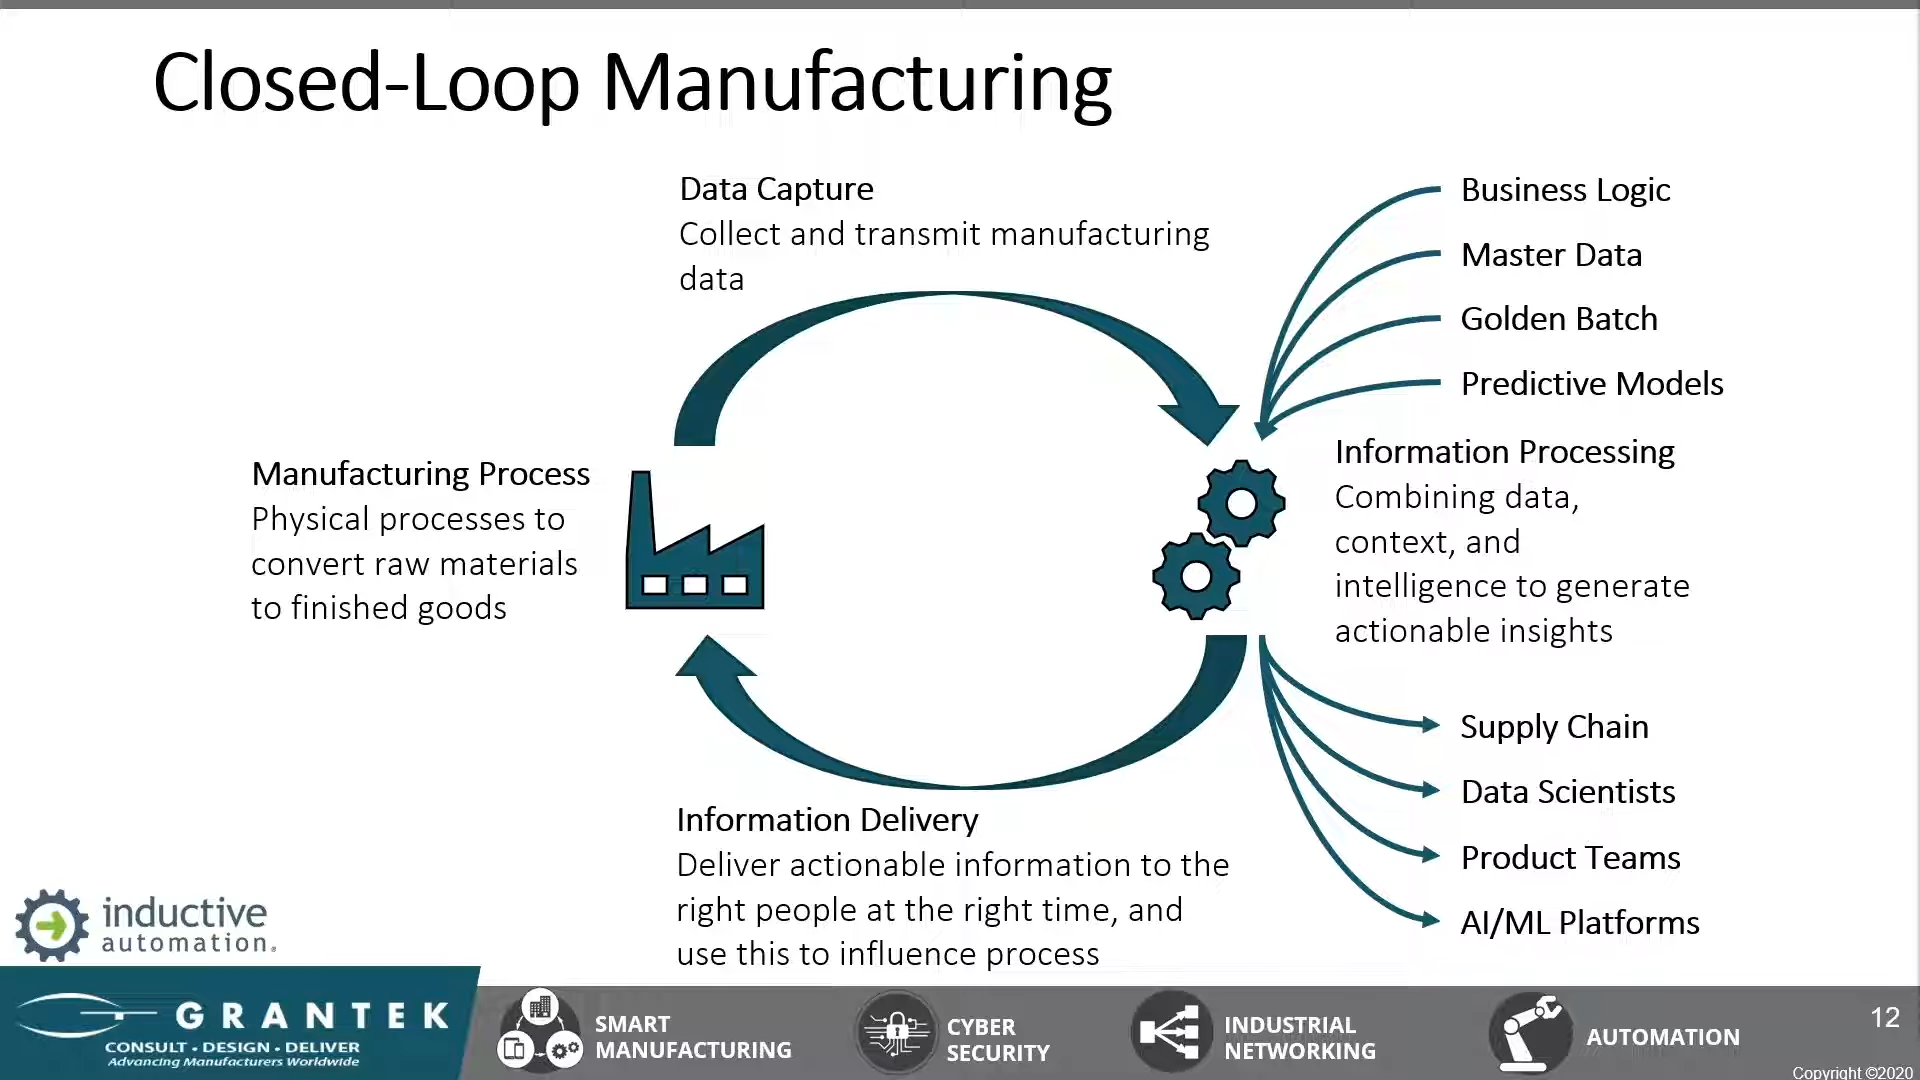 Closed-Loop Manufacturing
Data Capture
Collect and transmit manufacturing
data
Business Logic
Master Data
Golden Batch
Predictive Models
Manufacturing Process
Physical processes to
convert raw materials
to finished goods
Information Processing
Combining data,
context, and
intelligence to generate
actionable insights
Supply Chain
Data Scientists
Product Teams
AI/ML Platforms
Information Delivery
Deliver actionable information to the
right people at the right time, and
use this to influence process
inductive
automation.
GRANTEK
CONSULT • DESIGN • DELIVER
Advancing Manufacturers Worldwide
SMART
MANUFACTURING
CYBER
SECURITY
INDUSTRIAL
NETWORKING
AUTOMATION
12
Copyright ©2020